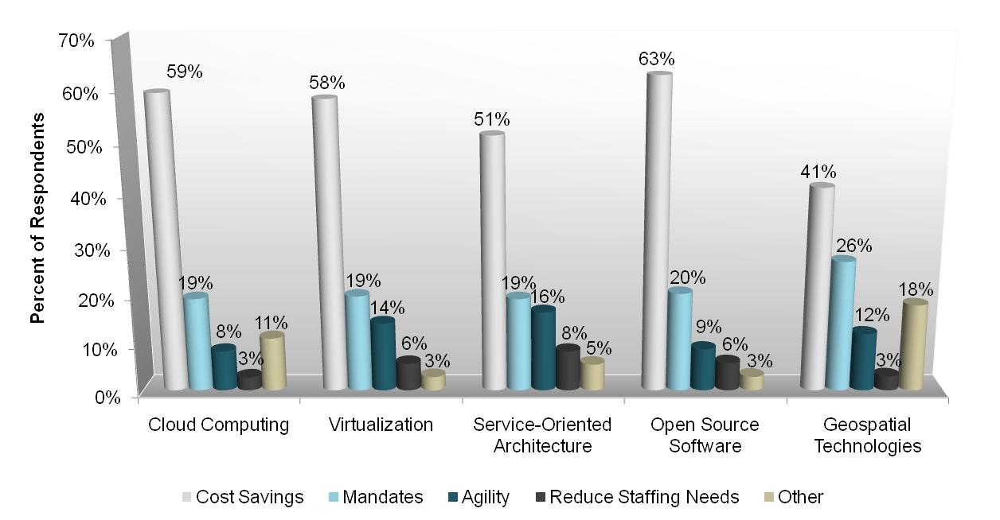 70%
60%
50%
40%
30%
20%
10%
0%
Percent of Respondents
59%
19%
8%
3%
11%
58%
19%
14%
6%
3%
51%
19%
16%
8%
5%
63%
20%
9%
6%
3%
41%
26%
12%
3%
18%
Cloud Computing
Virtualization
Service-Oriented
Architecture
Open Source
Software
Geospatial
Technologies
Cost Savings
Mandates
Agility
Reduce Staffing Needs
Other